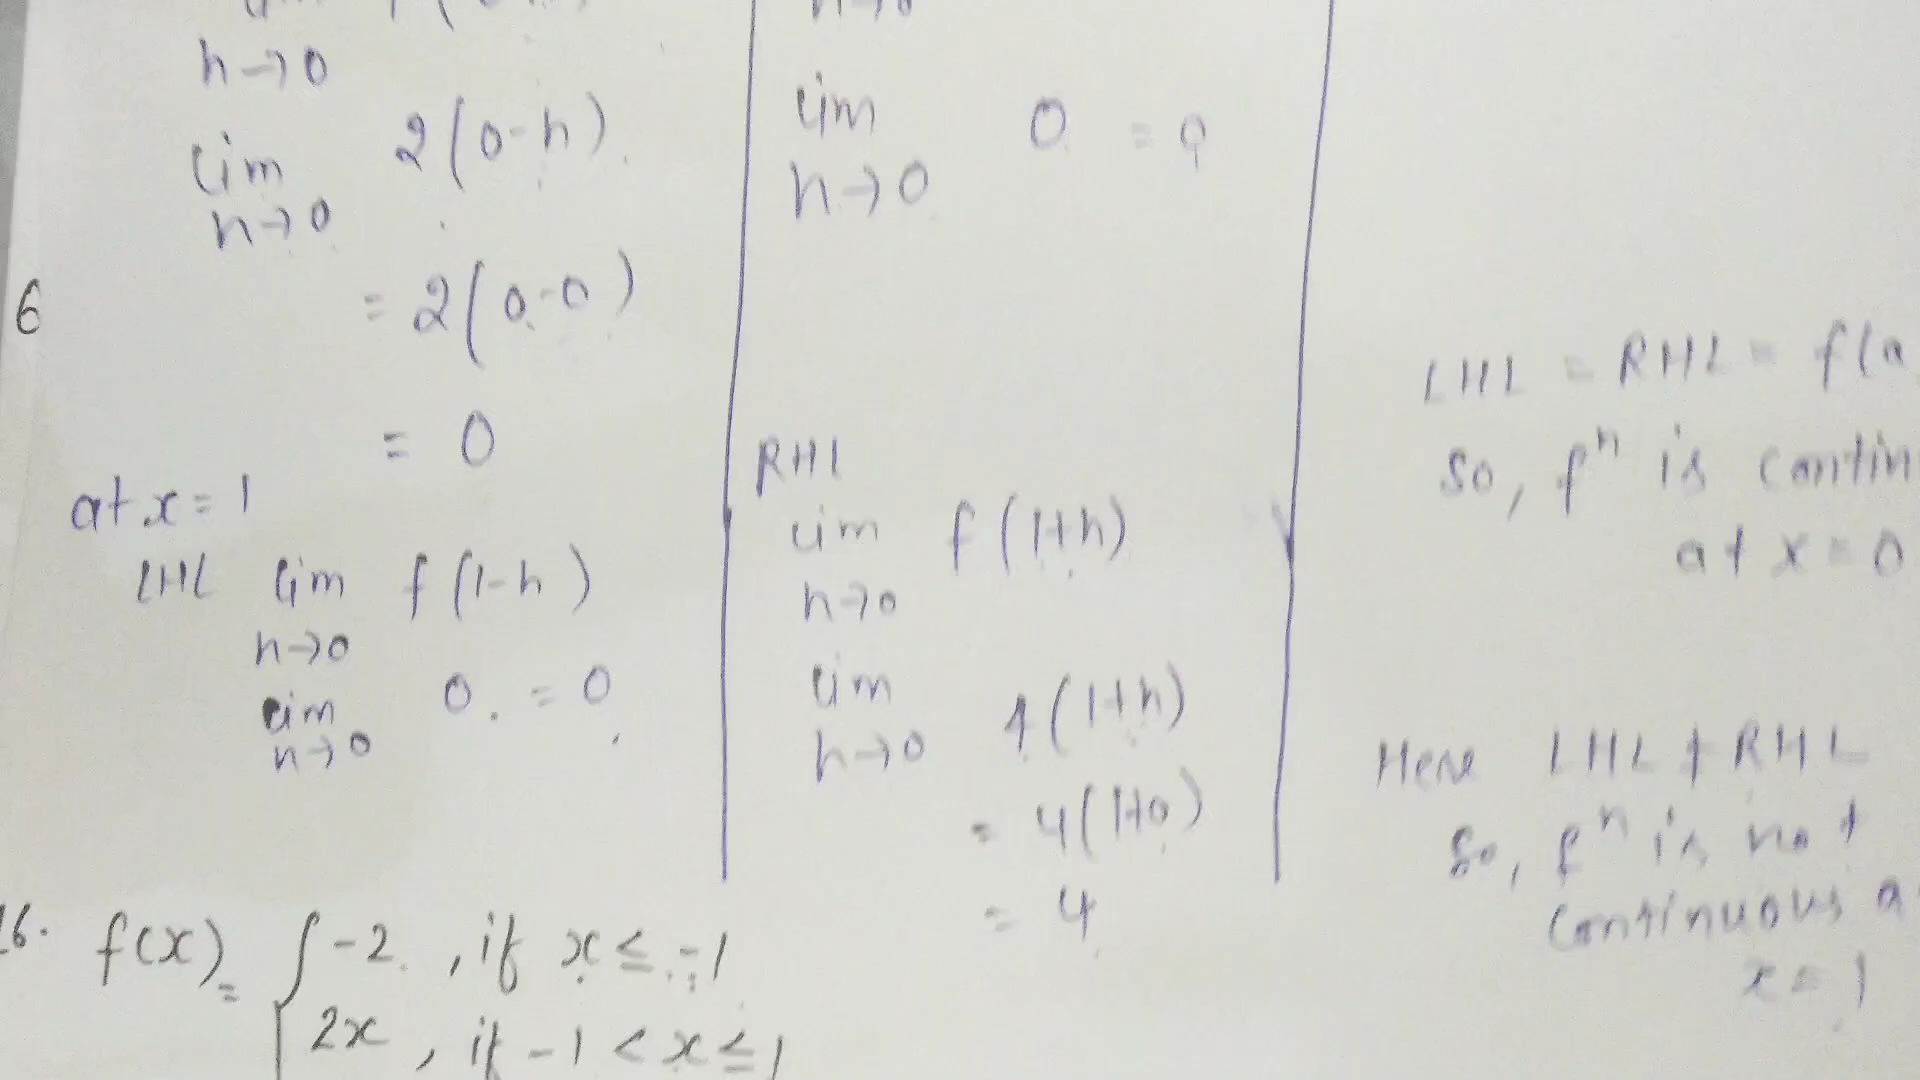 h→0
lim 2(0-h)
h→0
= 2(0-0)
= 0
6
lim 0 = 0
h→0
LHL = RHL = f(a
So, fⁿ is contin
at x = 0
at x = 1
LHL lim f(1-h)
h→0
lim 0 = 0
h→0
RHL
lim f(1+h)
h→0
lim 4(1+h)
h→0
= 4(1+0)
= 4
Here LHL ≠ RHL
So, fⁿ is not
continuous a
x = 1
16. f(x) = { -2 , if x ≤ -1
2x , if -1 < x ≤ 1